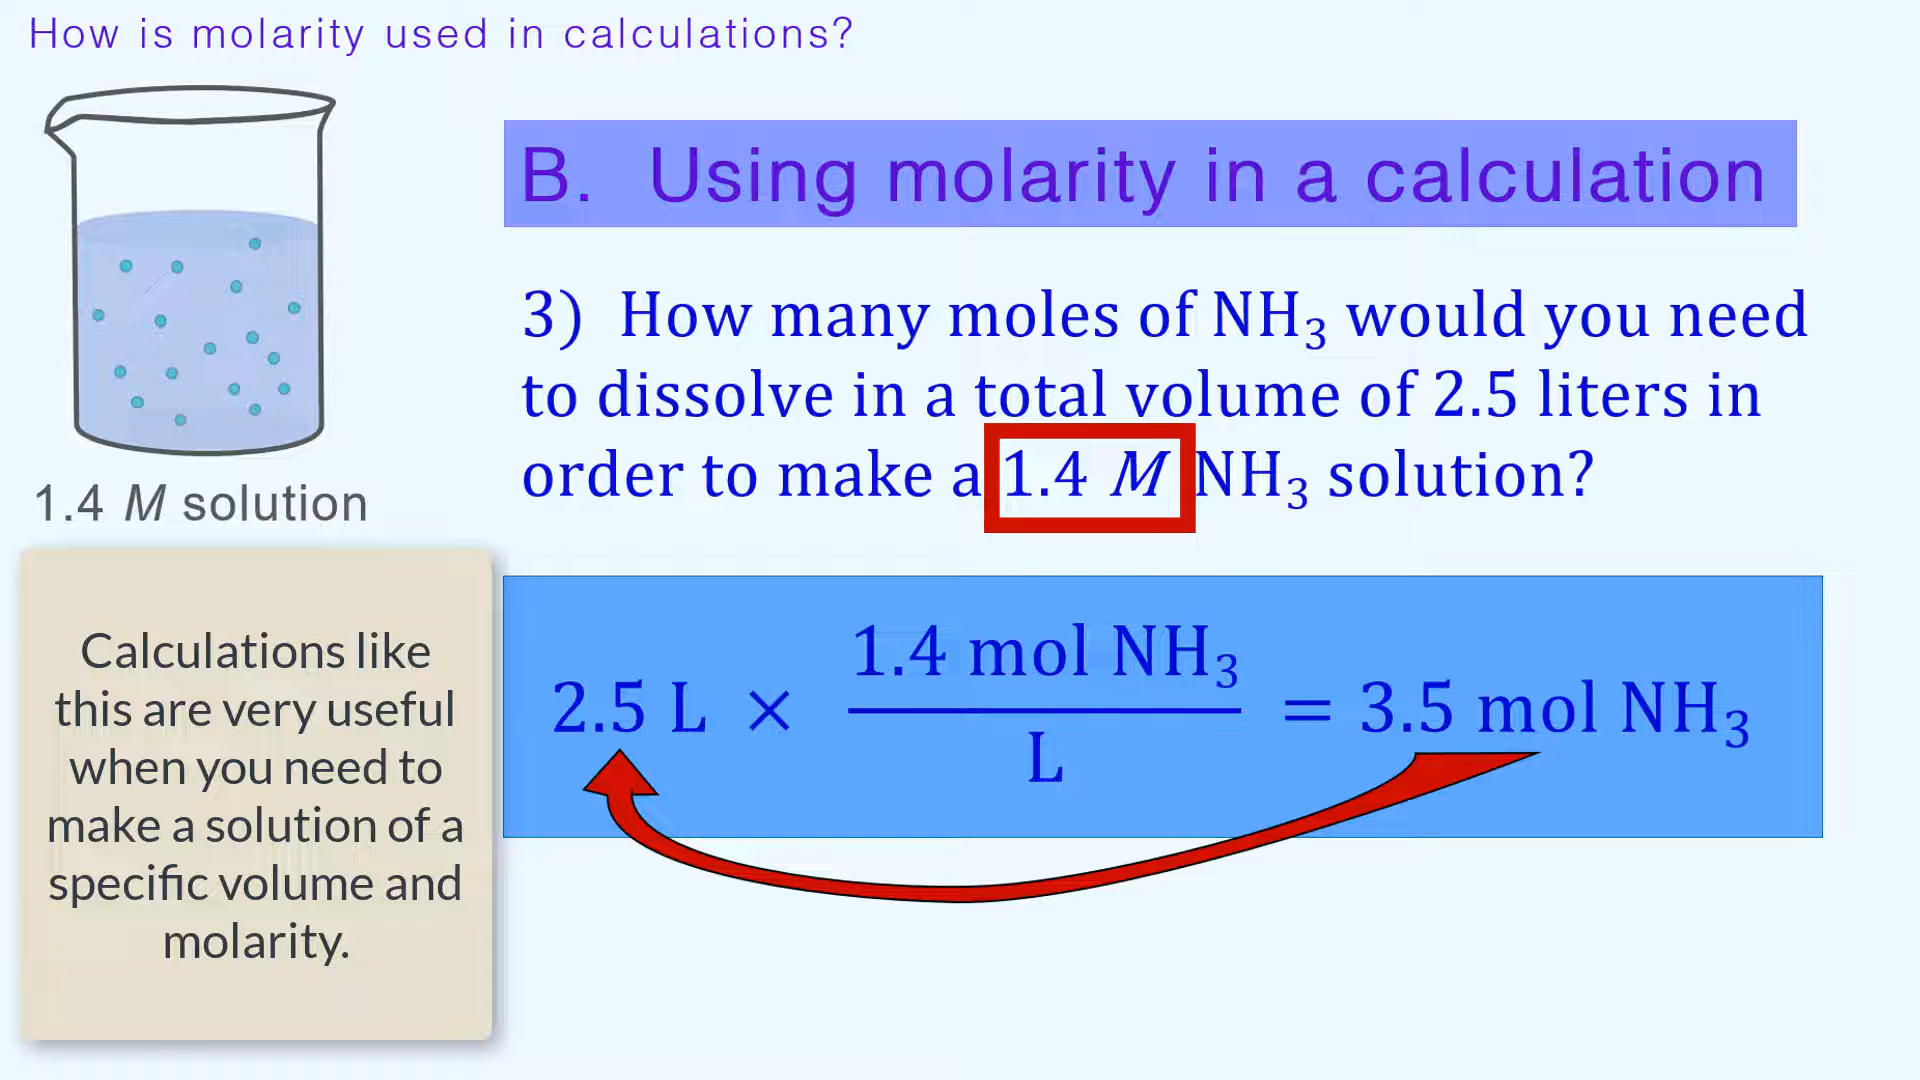 How is molarity used in calculations?
B. Using molarity in a calculation
3) How many moles of NH₃ would you need
to dissolve in a total volume of 2.5 liters in
order to make a 1.4 M NH₃ solution?
1.4 M solution
Calculations like
this are very useful
when you need to
make a solution of a
specific volume and
molarity.
1.4 mol NH₃
2.5 L × = 3.5 mol NH₃
L